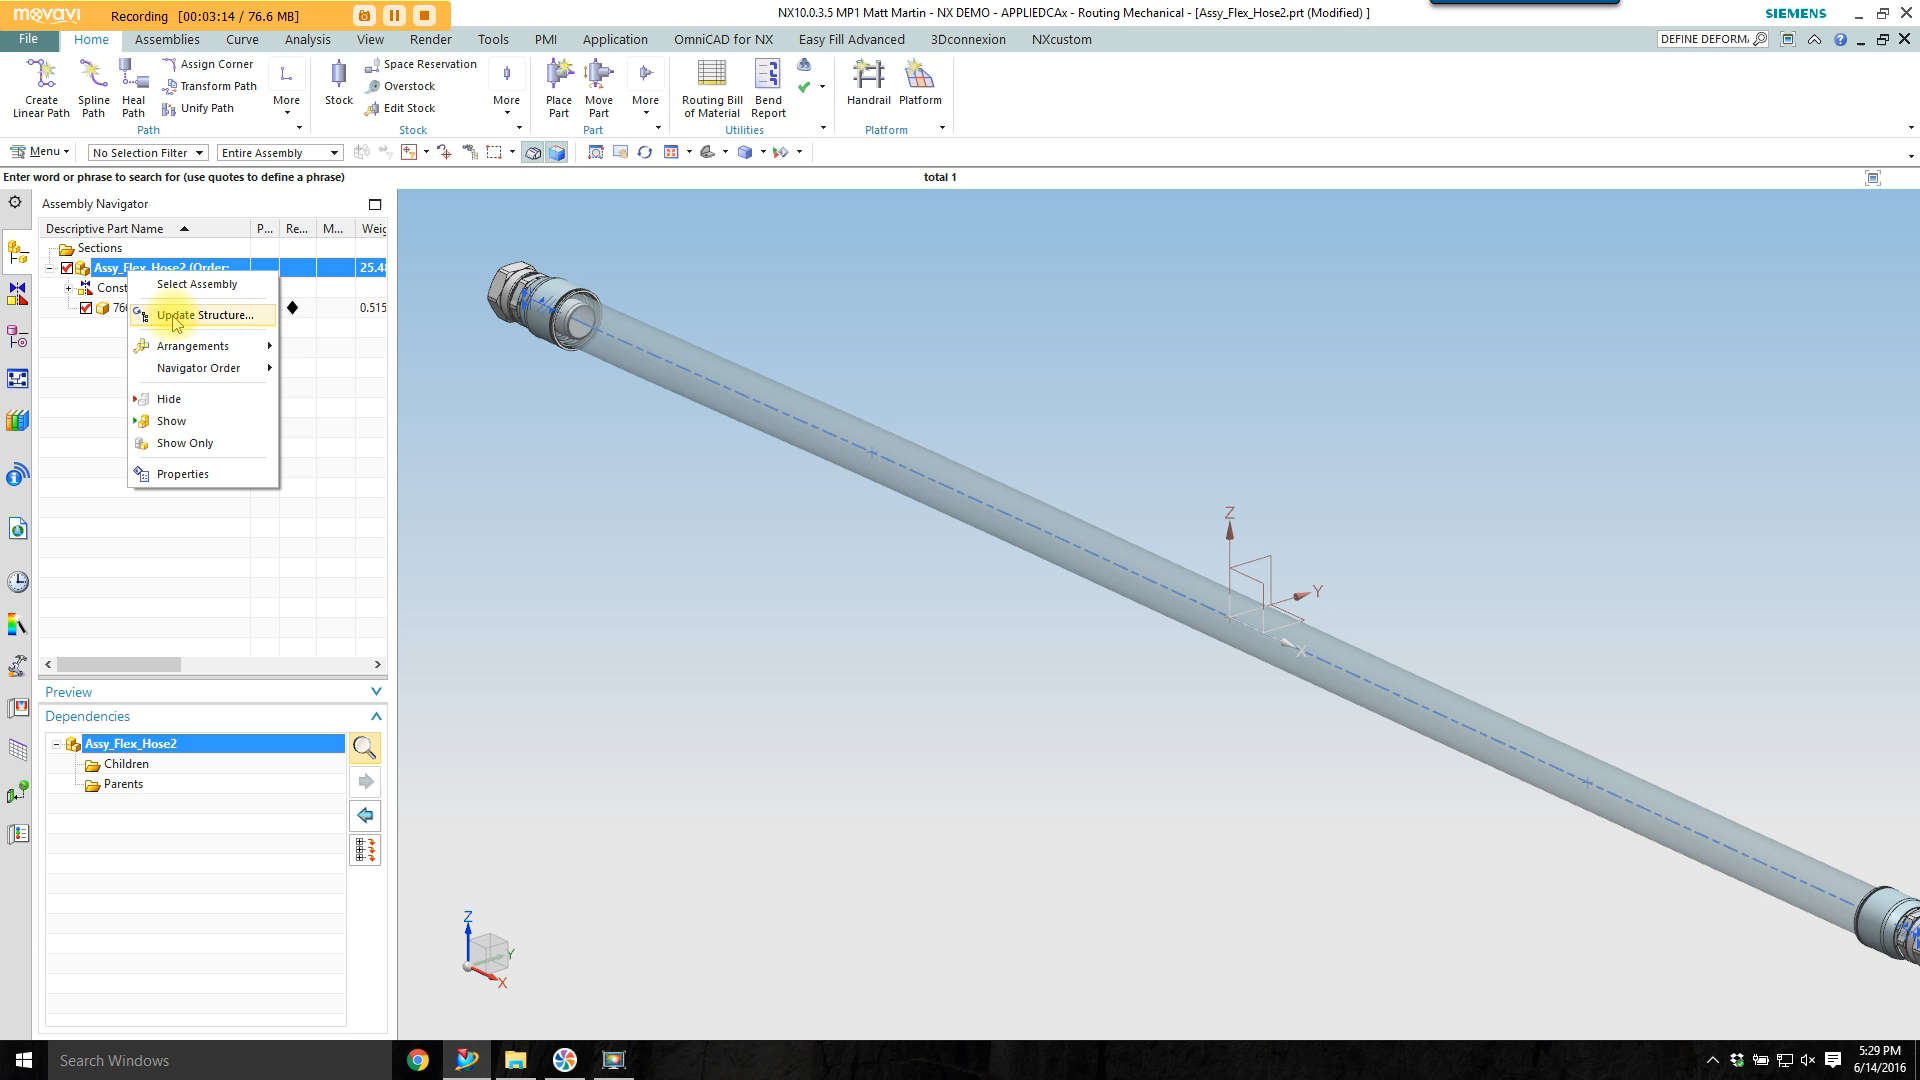 movavi
Recording [00:03:14 / 76.6 MB]
NX10.0.3.5 MP1 Matt Martin - NX DEMO - APPLIEDCAx - Routing Mechanical - [Assy_Flex_Hose2.prt (Modified) ]
SIEMENS
File Home Assemblies Curve Analysis View Render Tools PMI Application OmniCAD for NX Easy Fill Advanced 3Dconnexion NXcustom
DEFINE DEFORM
Create Linear Path
Spline Path
Heal Path
Assign Corner
Transform Path
Unify Path
More
Path
Stock
Space Reservation
Overstock
Edit Stock
More
Stock
Place Part
Move Part
More
Part
Routing Bill of Material
Bend Report
Utilities
Handrail
Platform
Platform
Menu No Selection Filter Entire Assembly
Enter word or phrase to search for (use quotes to define a phrase) total 1
Assembly Navigator
Descriptive Part Name P... Re... M... Weig
Sections
Assy_Flex_Hose2 (Order: 25.48
Const
760 0.515
Select Assembly
Update Structure...
Arrangements
Navigator Order
Hide
Show
Show Only
Properties
Preview
Dependencies
Assy_Flex_Hose2
Children
Parents
Z
Y
X
Z
Y
X
Search Windows
5:29 PM
6/14/2016